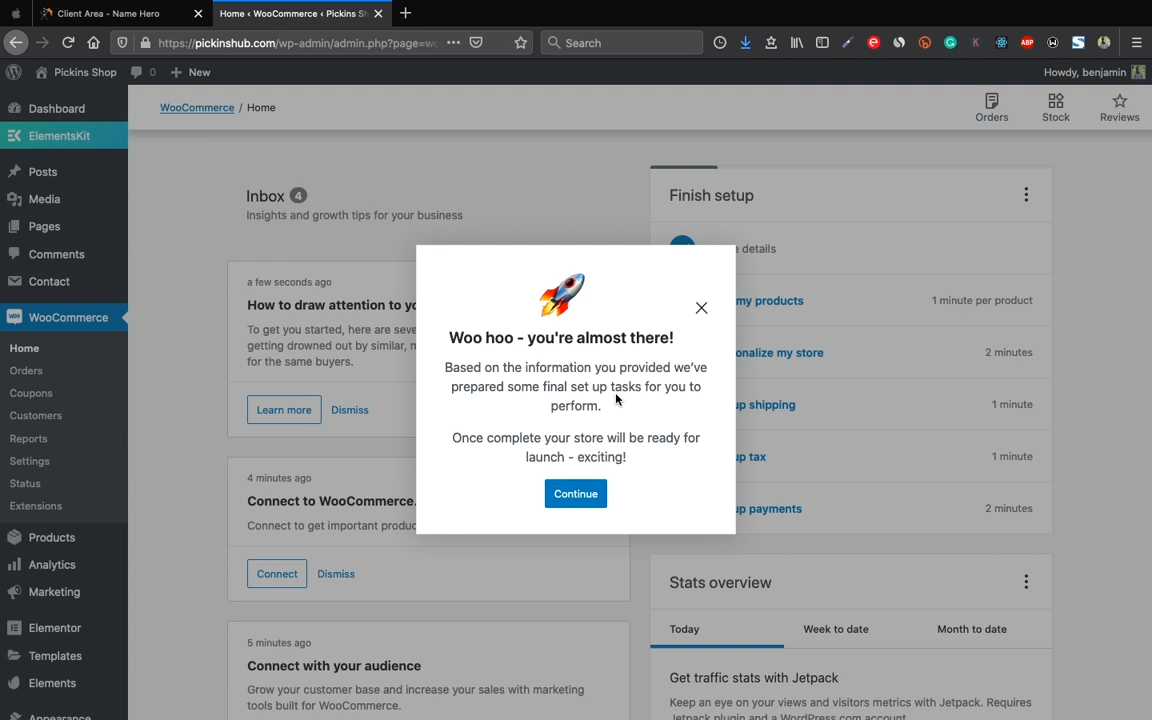 Client Area - Name Hero
Home ‹ WooCommerce ‹ Pickins Sh
https://pickinshub.com/wp-admin/admin.php?page=wc
Search
Pickins Shop
0
New
Howdy, benjamin
Dashboard
ElementsKit
Posts
Media
Pages
Comments
Contact
WooCommerce
Home
Orders
Coupons
Customers
Reports
Settings
Status
Extensions
Products
Analytics
Marketing
Elementor
Templates
Elements
Appearance
WooCommerce / Home
Orders
Stock
Reviews
Inbox 4
Insights and growth tips for your business
a few seconds ago
How to draw attention to yo
To get you started, here are seve
getting drowned out by similar, m
for the same buyers.
Learn more
Dismiss
4 minutes ago
Connect to WooCommerce.
Connect to get important produc
Connect
Dismiss
5 minutes ago
Connect with your audience
Grow your customer base and increase your sales with marketing
tools built for WooCommerce.
Woo hoo - you're almost there!
Based on the information you provided we've
prepared some final set up tasks for you to
perform.
Once complete your store will be ready for
launch - exciting!
Continue
Finish setup
details
my products
1 minute per product
onalize my store
2 minutes
up shipping
1 minute
up tax
1 minute
up payments
2 minutes
Stats overview
Today
Week to date
Month to date
Get traffic stats with Jetpack
Keep an eye on your views and visitors metrics with Jetpack. Requires
Jetpack plugin and a WordPress.com account.